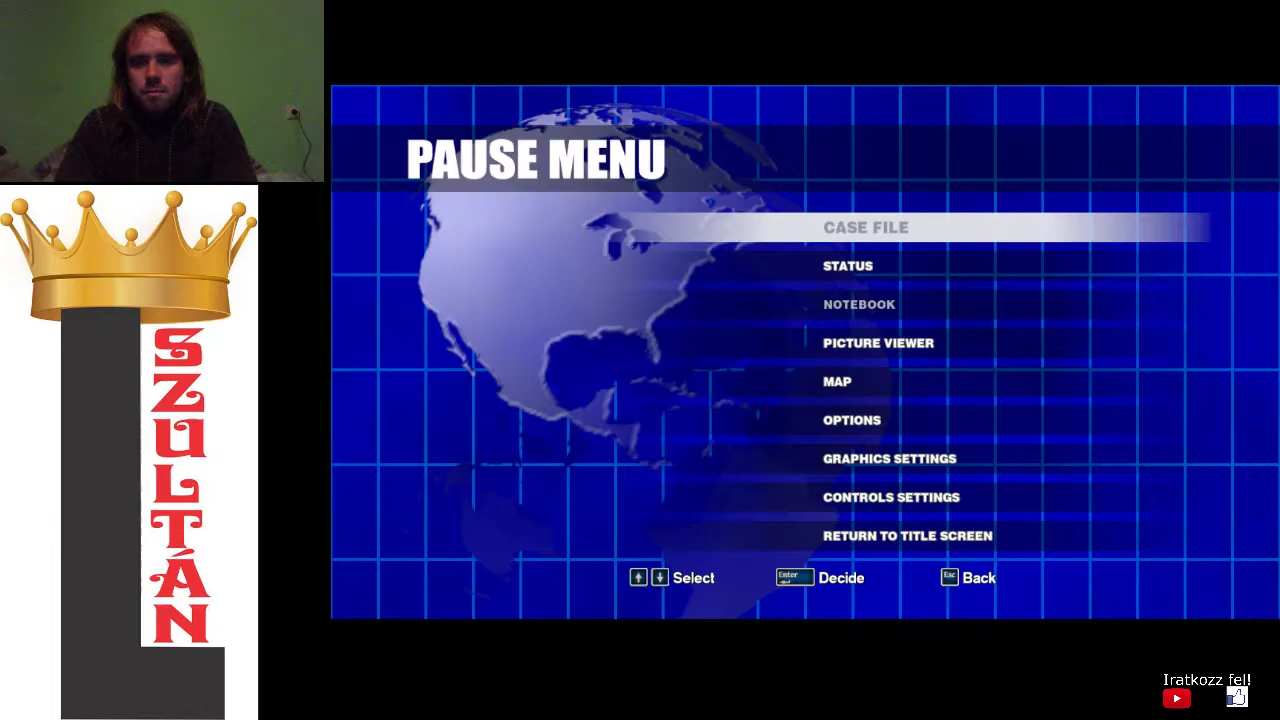 PAUSE MENU
CASE FILE
STATUS
NOTEBOOK
PICTURE VIEWER
MAP
OPTIONS
GRAPHICS SETTINGS
CONTROLS SETTINGS
RETURN TO TITLE SCREEN
Select
Enter Decide
Esc Back
L
SZULTÁN
Iratkozz fel!